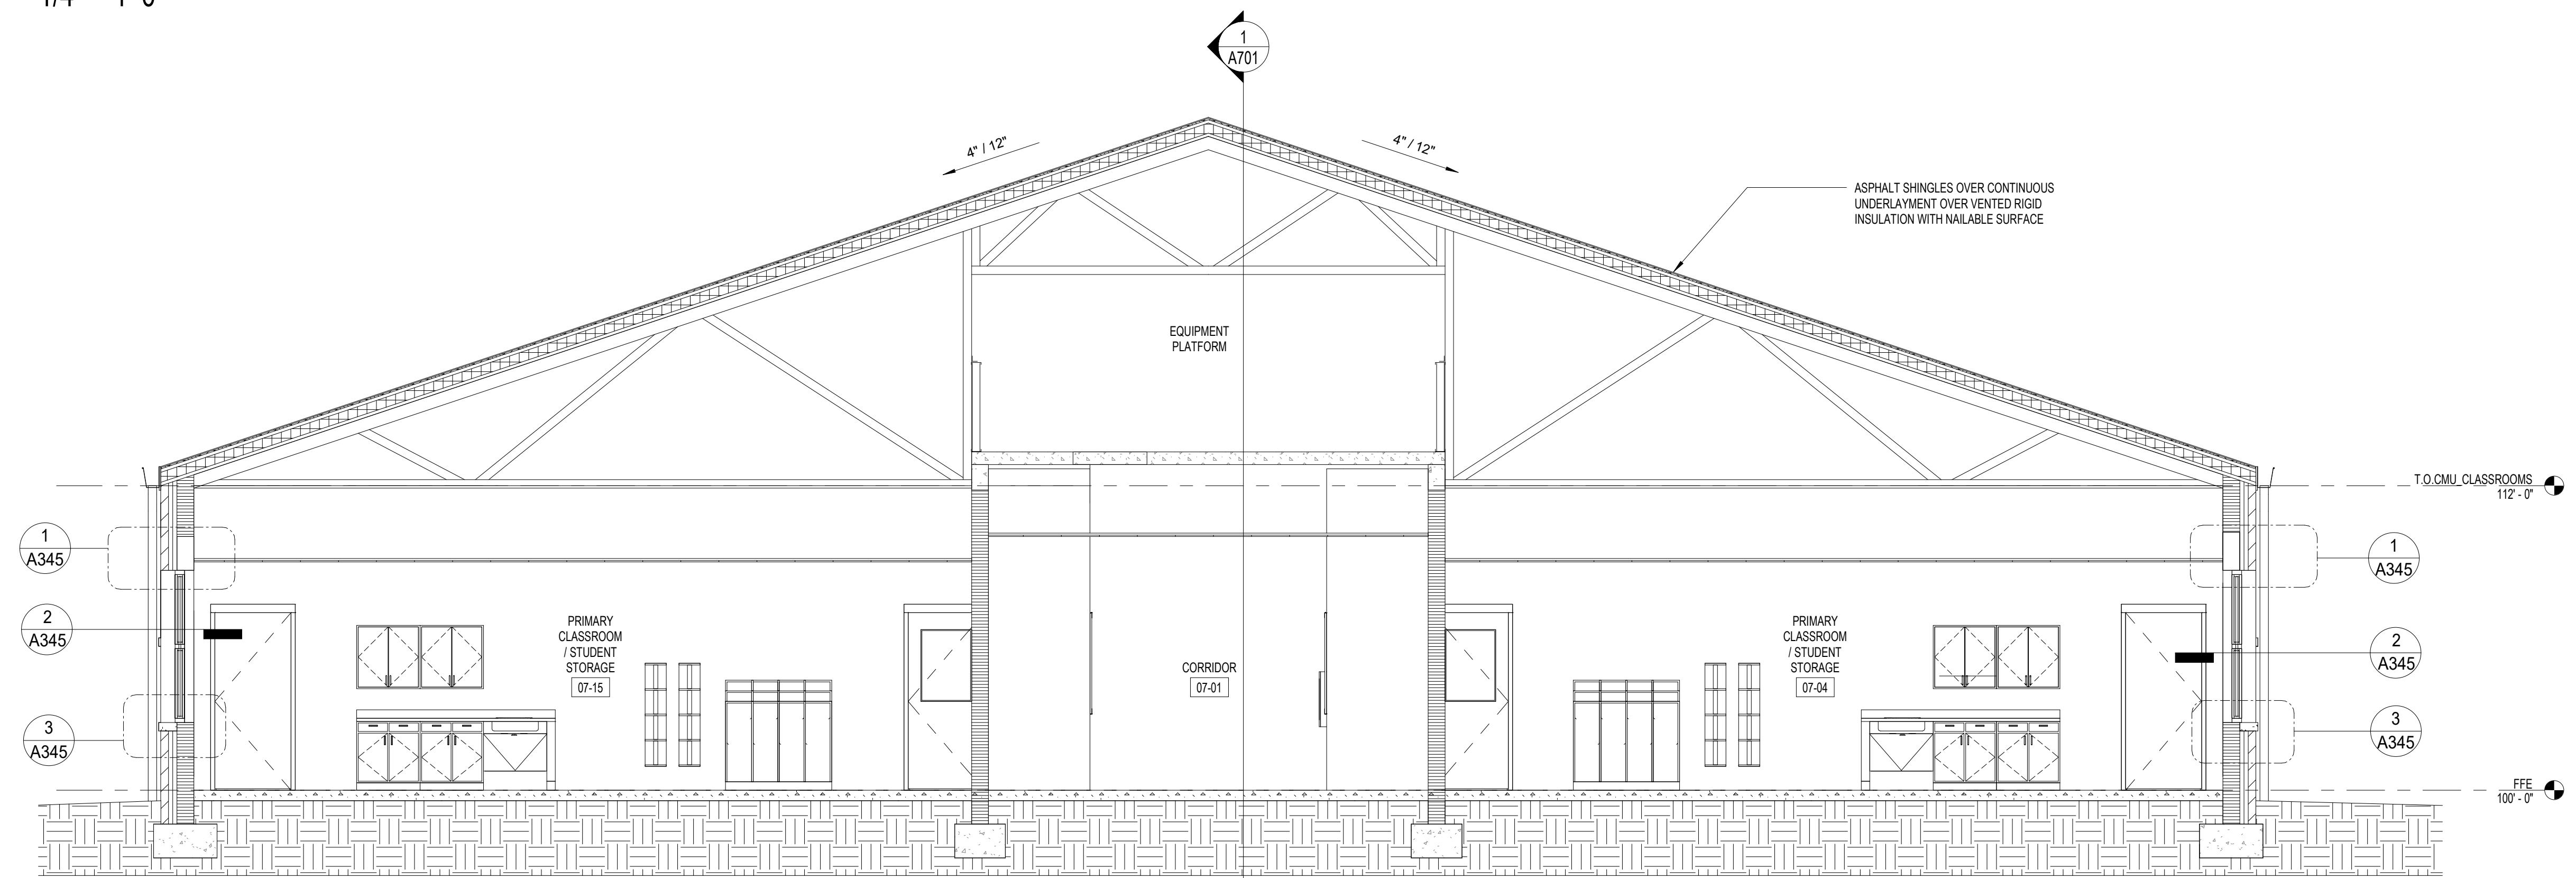 1
A701
4" / 12"
4" / 12"
ASPHALT SHINGLES OVER CONTINUOUS
UNDERLAYMENT OVER VENTED RIGID
INSULATION WITH NAILABLE SURFACE
EQUIPMENT
PLATFORM
T.O.CMU_CLASSROOMS
112' - 0"
1
A345
1
A345
2
A345
PRIMARY
CLASSROOM
/ STUDENT
STORAGE
07-15
CORRIDOR
07-01
PRIMARY
CLASSROOM
/ STUDENT
STORAGE
07-04
2
A345
3
A345
3
A345
FFE
100' - 0"